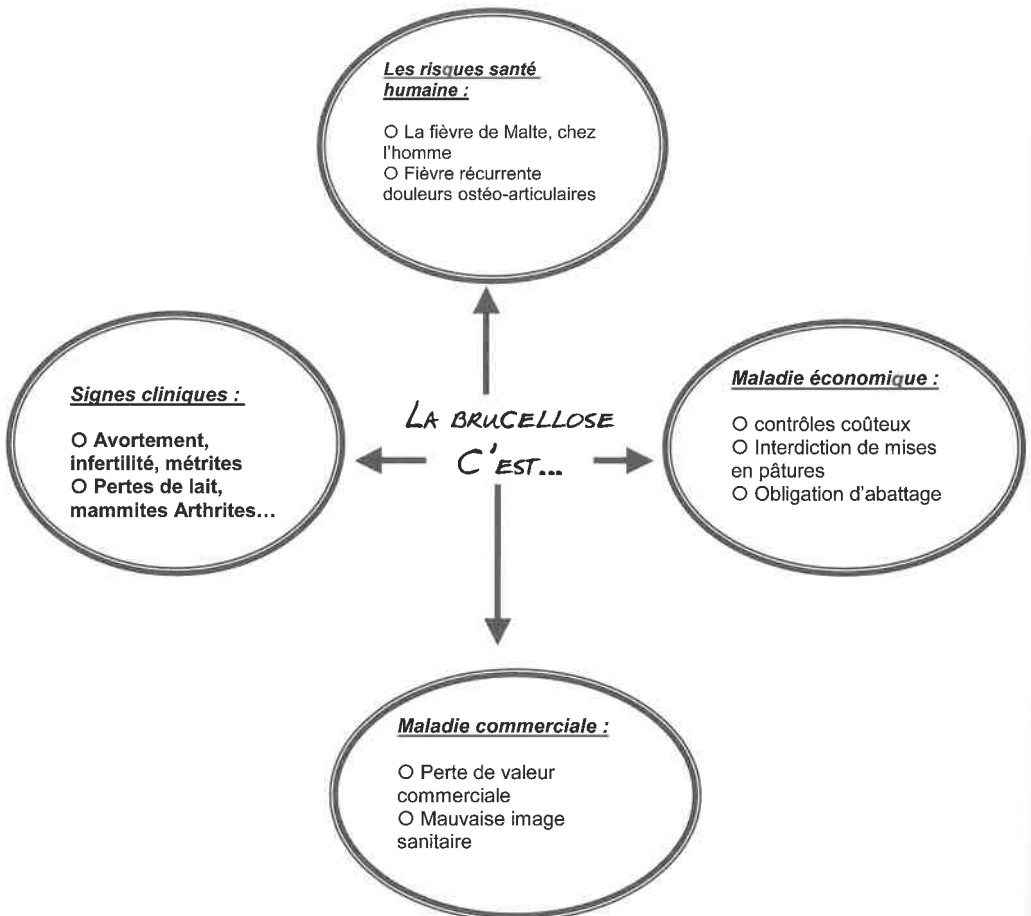 Les risques santé
humaine :
O La fièvre de Malte, chez
l'homme
O Fièvre récurrente
douleurs ostéo-articulaires
Signes cliniques :
O Avortement,
infertilité, métrites
O Pertes de lait,
mammites Arthrites...
LA BRUCELLOSE
C'EST...
Maladie économique :
O contrôles coûteux
O Interdiction de mises
en pâtures
O Obligation d'abattage
Maladie commerciale :
O Perte de valeur
commerciale
O Mauvaise image
sanitaire